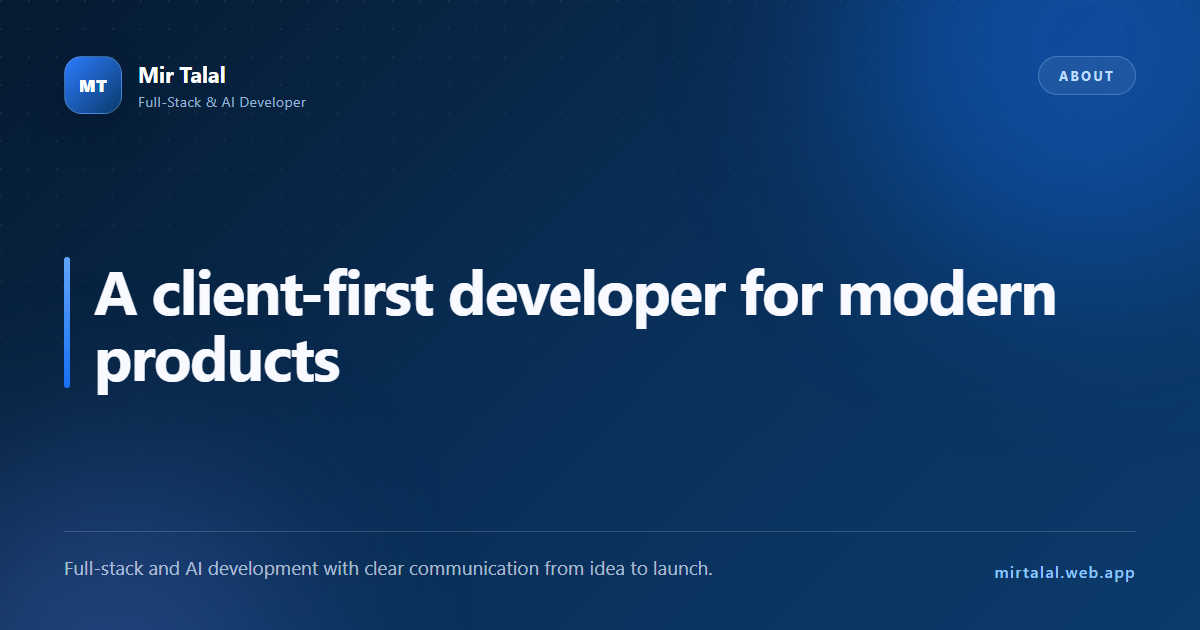 MT
Mir Talal
Full-Stack & AI Developer
ABOUT
A client-first developer for modern
products
Full-stack and AI development with clear communication from idea to launch.
mirtalal.web.app